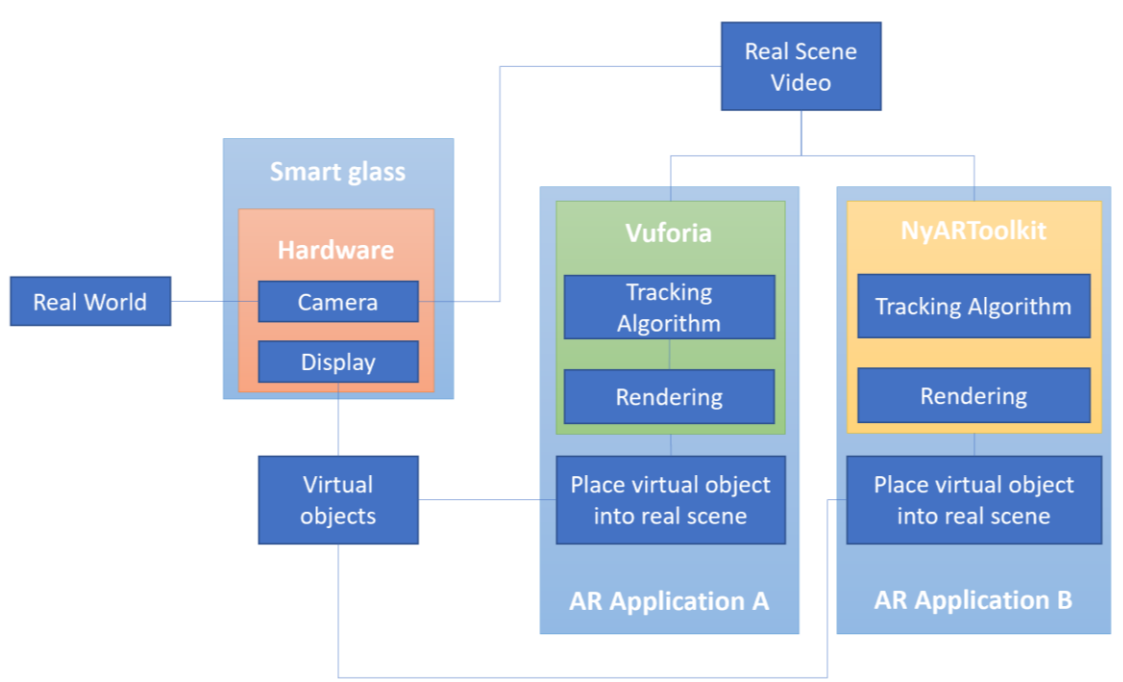 Real Scene
Video
Smart glass
Hardware
Real World
Camera
Display
Virtual
objects
Vuforia
Tracking
Algorithm
Rendering
Place virtual object
into real scene
AR Application A
NyARToolkit
Tracking Algorithm
Rendering
Place virtual object
into real scene
AR Application B